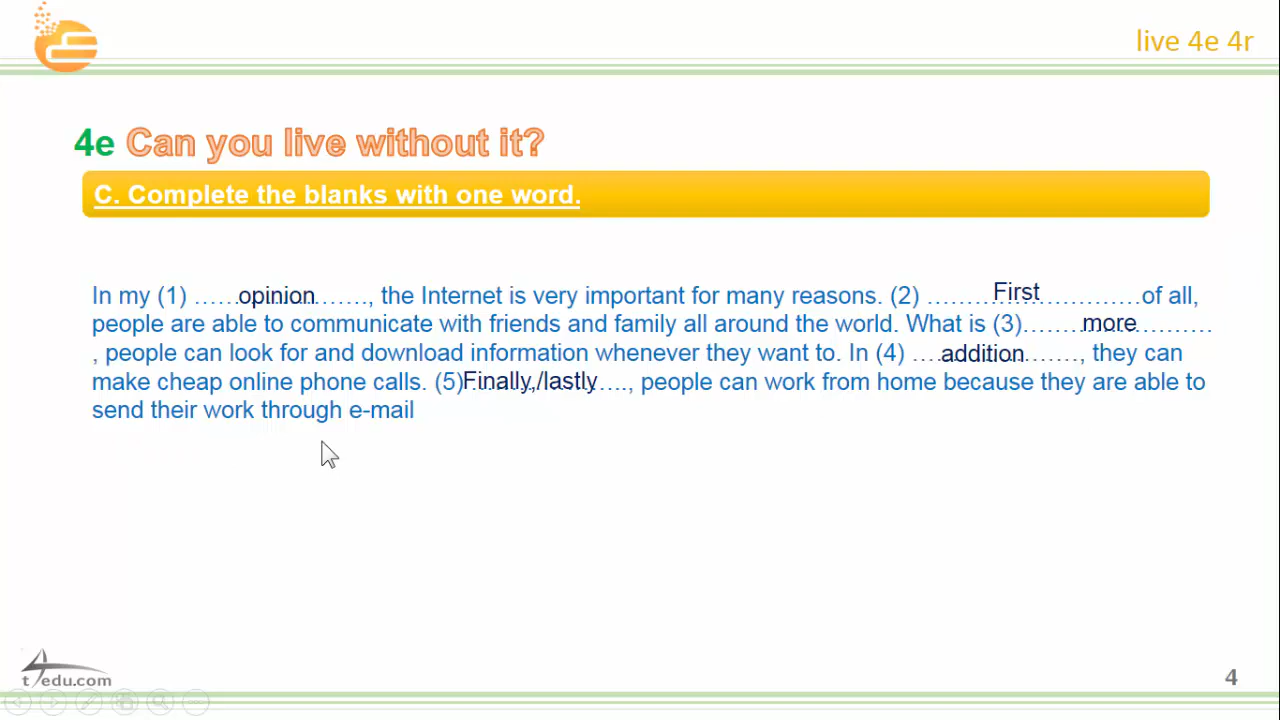 live 4e 4r
4e Can you live without it?
C. Complete the blanks with one word.
In my (1) ……opinion……., the Internet is very important for many reasons. (2) ………First…………of all,
people are able to communicate with friends and family all around the world. What is (3)……..more………
, people can look for and download information whenever they want to. In (4) ….addition……., they can
make cheap online phone calls. (5)Finally,/lastly…., people can work from home because they are able to
send their work through e-mail
t4edu.com
4